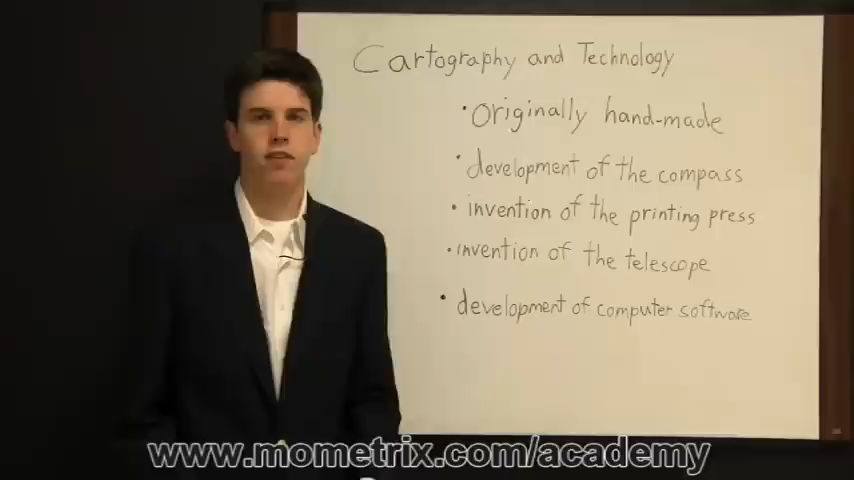 Cartography and Technology
• Originally hand-made
• development of the compass
• invention of the printing press
• invention of the telescope
• development of computer software
www.mometrix.com/academy